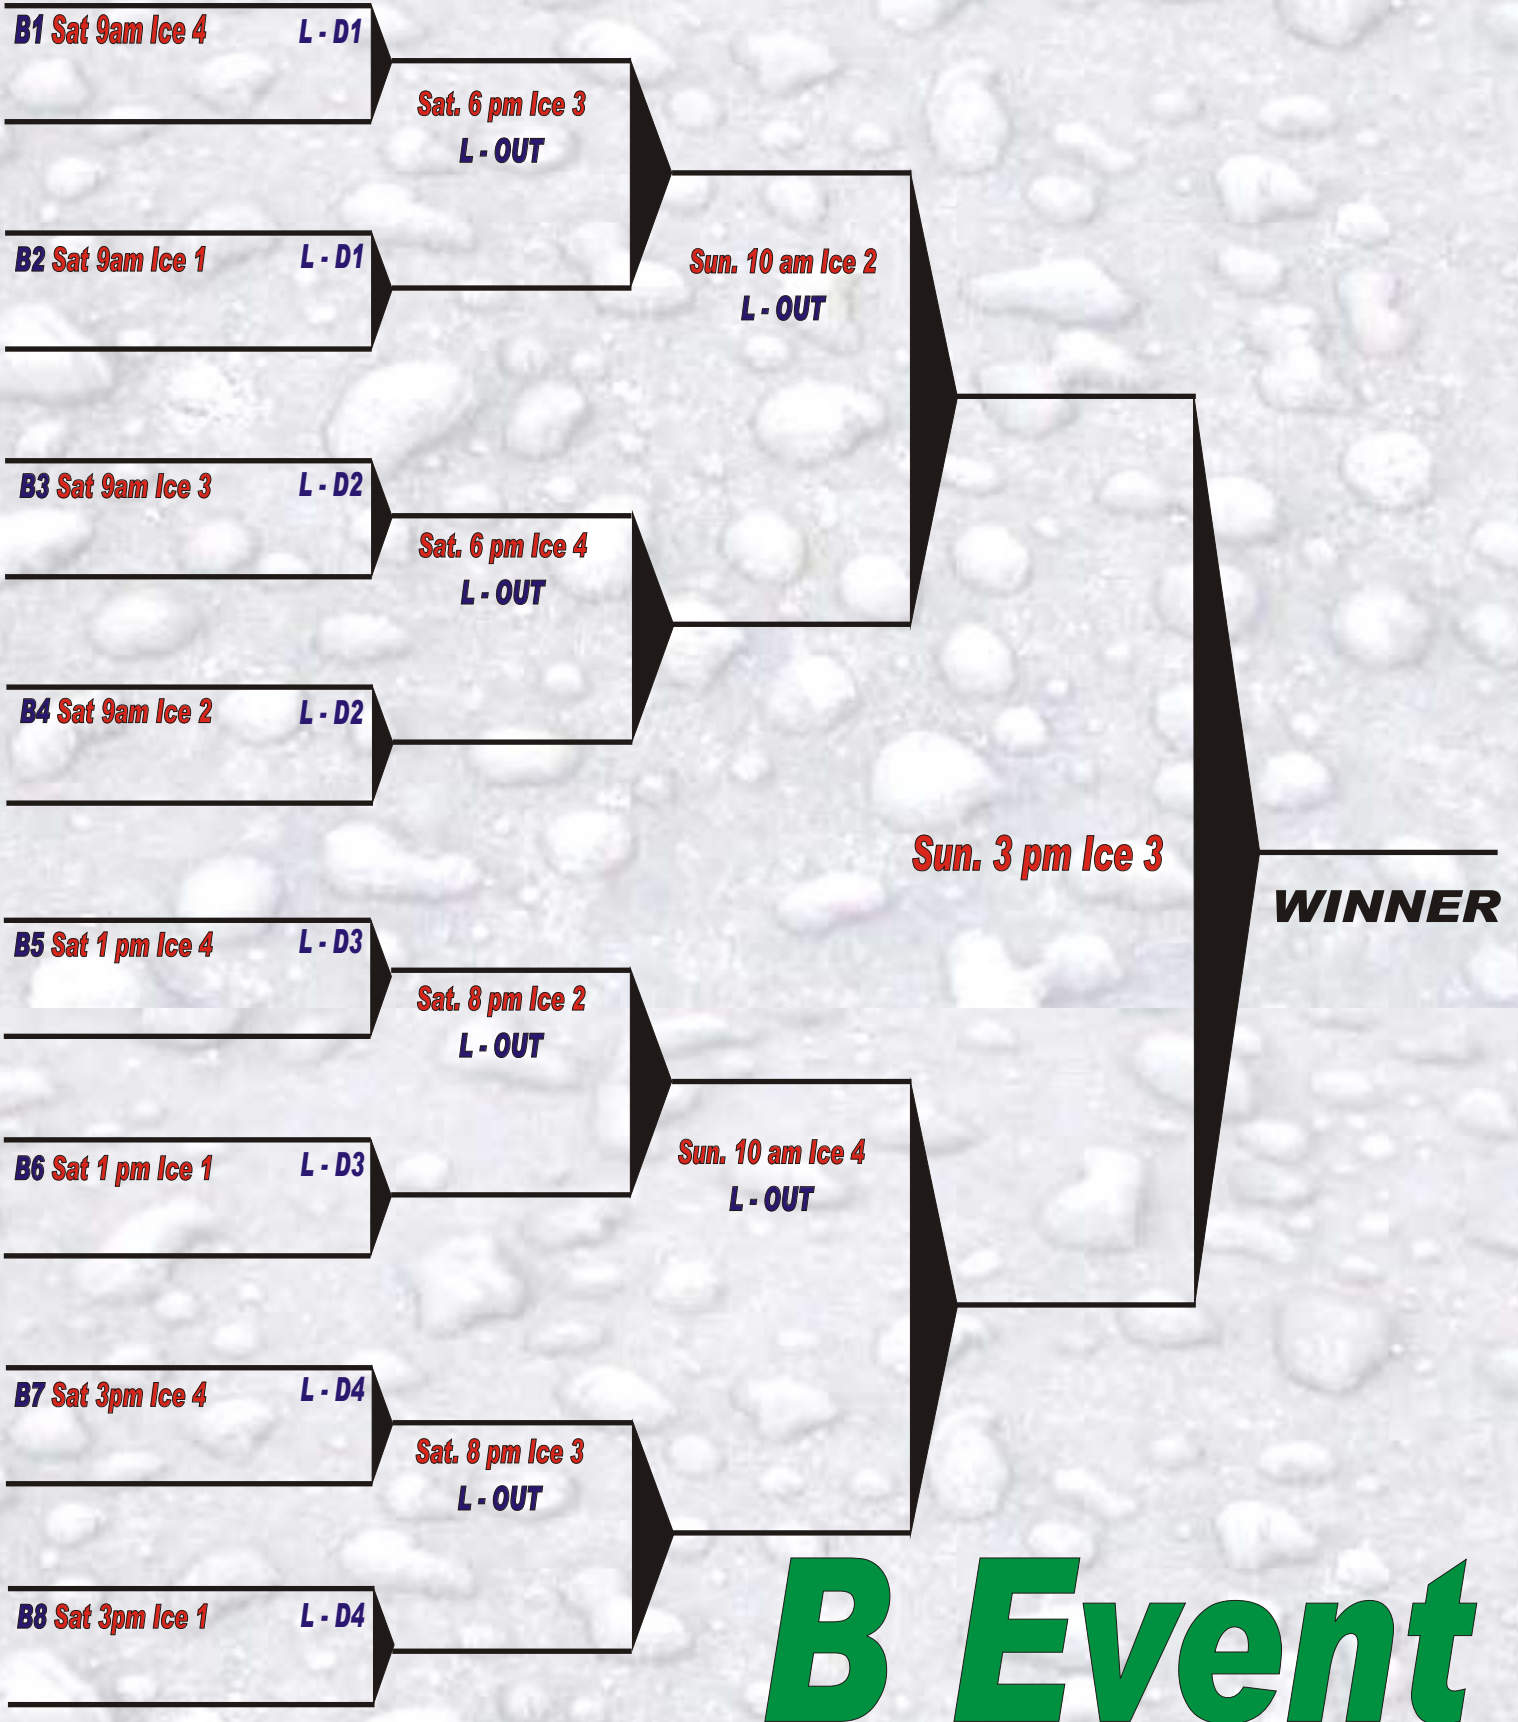 B1 Sat 9am Ice 4 L - D1
Sat. 6 pm Ice 3
L - OUT
B2 Sat 9am Ice 1 L - D1
Sun. 10 am Ice 2
L - OUT
B3 Sat 9am Ice 3 L - D2
Sat. 6 pm Ice 4
L - OUT
B4 Sat 9am Ice 2 L - D2
Sun. 3 pm Ice 3
WINNER
B5 Sat 1 pm Ice 4 L - D3
Sat. 8 pm Ice 2
L - OUT
B6 Sat 1 pm Ice 1 L - D3
Sun. 10 am Ice 4
L - OUT
B7 Sat 3pm Ice 4 L - D4
Sat. 8 pm Ice 3
L - OUT
B8 Sat 3pm Ice 1 L - D4
B Event